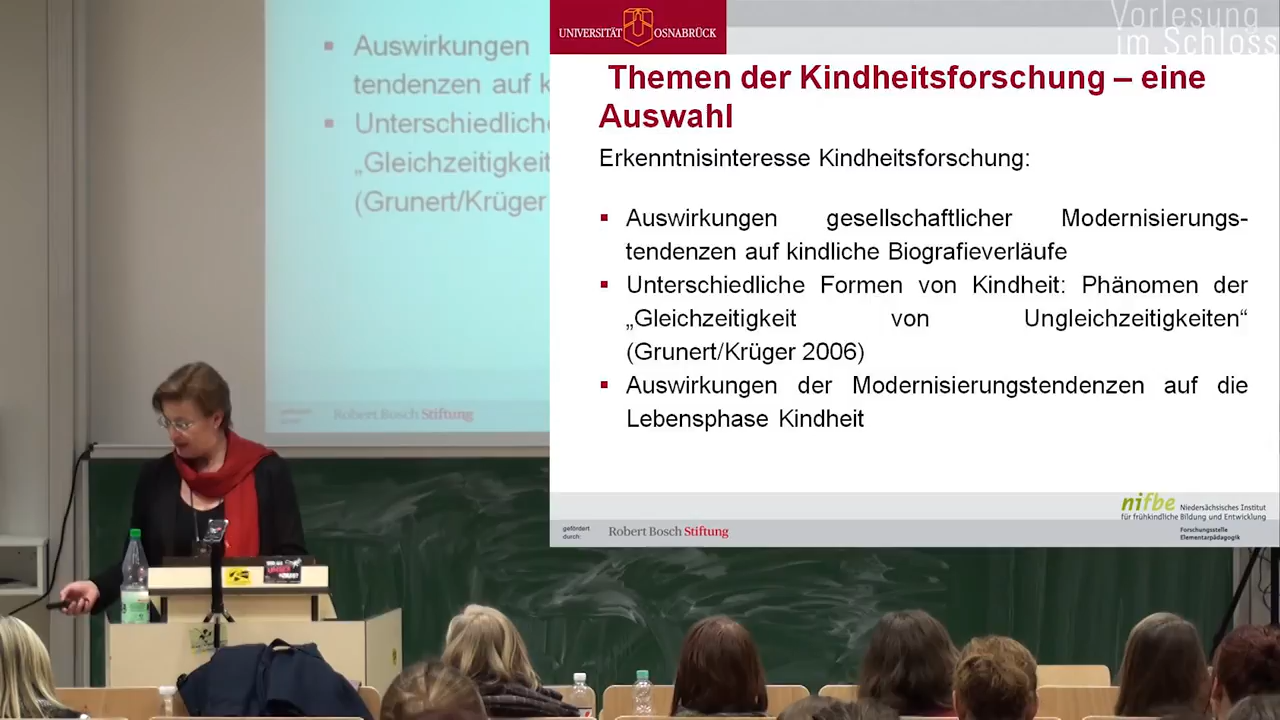 Auswirkungen
tendenzen auf k
Unterschiedliche
„Gleichzeitigkeit
(Grunert/Krüger
gefördert
durch:
Robert Bosch Stiftung
UNIVERSITÄT OSNABRÜCK
Vorlesung
im Schloss
Themen der Kindheitsforschung – eine
Auswahl
Erkenntnisinteresse Kindheitsforschung:
▪ Auswirkungen gesellschaftlicher Modernisierungs-
tendenzen auf kindliche Biografieverläufe
▪ Unterschiedliche Formen von Kindheit: Phänomen der
„Gleichzeitigkeit von Ungleichzeitigkeiten“
(Grunert/Krüger 2006)
▪ Auswirkungen der Modernisierungstendenzen auf die
Lebensphase Kindheit
nifbe Niedersächsisches Institut
für frühkindliche Bildung und Entwicklung
Forschungsstelle
Elementarpädagogik
gefördert
durch:
Robert Bosch Stiftung